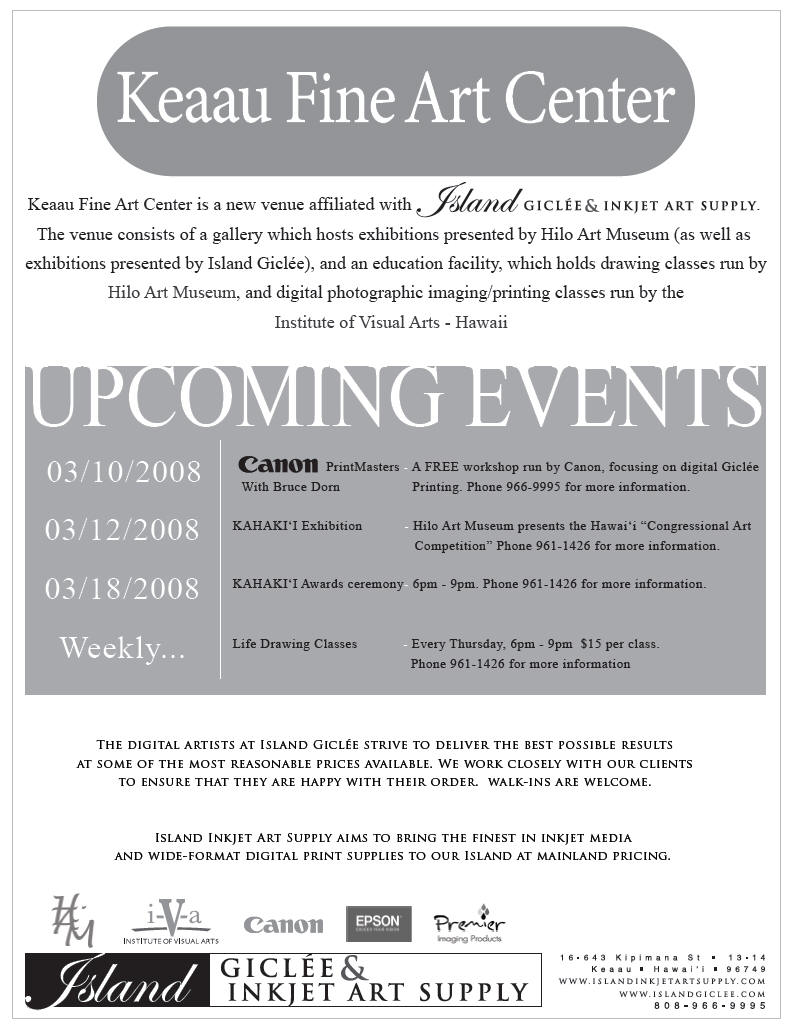 Keaau Fine Art Center
Keaau Fine Art Center is a new venue affiliated with Island GICLÉE & INKJET ART SUPPLY.
The venue consists of a gallery which hosts exhibitions presented by Hilo Art Museum (as well as
exhibitions presented by Island Giclée), and an education facility, which holds drawing classes run by
Hilo Art Museum, and digital photographic imaging/printing classes run by the
Institute of Visual Arts - Hawaii
UPCOMING EVENTS
03/10/2008 Canon PrintMasters - A FREE workshop run by Canon, focusing on digital Giclée
With Bruce Dorn Printing. Phone 966-9995 for more information.
03/12/2008 KAHAKI‘I Exhibition - Hilo Art Museum presents the Hawai‘i “Congressional Art
Competition” Phone 961-1426 for more information.
03/18/2008 KAHAKI‘I Awards ceremony - 6pm - 9pm. Phone 961-1426 for more information.
Weekly... Life Drawing Classes - Every Thursday, 6pm - 9pm $15 per class.
Phone 961-1426 for more information
The digital artists at Island Giclée strive to deliver the best possible results
at some of the most reasonable prices available. We work closely with our clients
to ensure that they are happy with their order. walk-ins are welcome.
Island Inkjet Art Supply aims to bring the finest in inkjet media
and wide-format digital print supplies to our Island at mainland pricing.
HAM
i-V-a
INSTITUTE OF VISUAL ARTS
Canon
EPSON
EXCEED YOUR VISION
Premier
Imaging Products
Island GICLÉE &
INKJET ART SUPPLY
16-643 Kipimana St ▪ 13-14
Keaau ▪ Hawai'i ▪ 96749
WWW.ISLANDINKJETARTSUPPLY.COM
WWW.ISLANDGICLEE.COM
808-966-9995